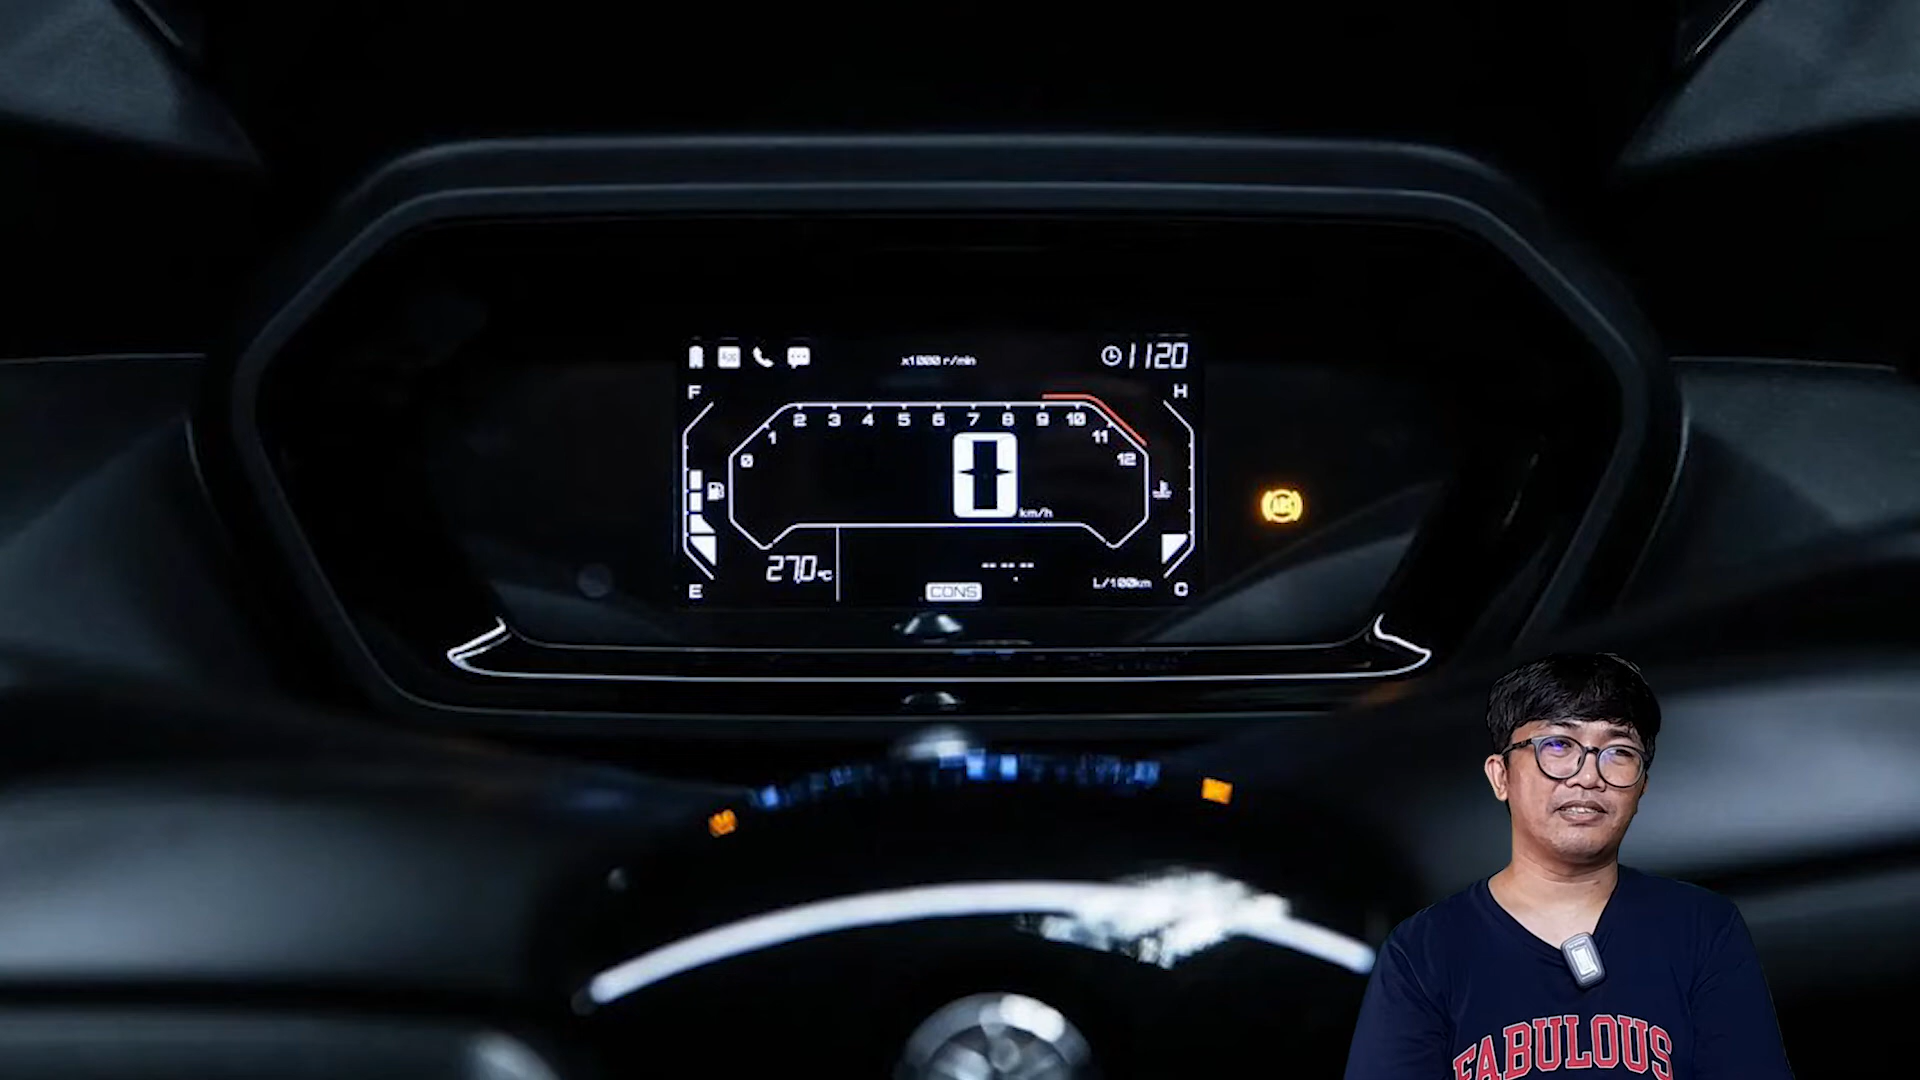 x1000 r/min
1120
F
H
0 1 2 3 4 5 6 7 8 9 10 11 12
0
km/h
ABS
27.0 °C
-- -- --
L/100km
E
CONS
C
FABULOUS